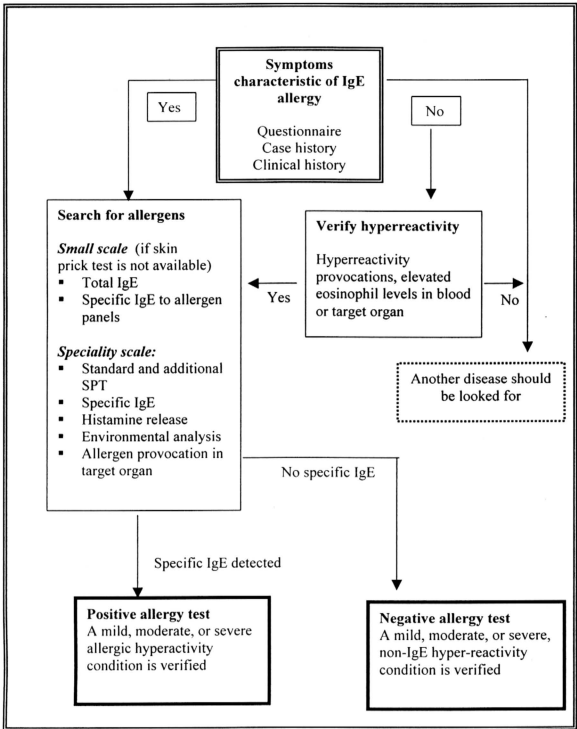 Symptoms
characteristic of IgE
allergy
Questionnaire
Case history
Clinical history
Yes
No
Search for allergens
Small scale (if skin
prick test is not available)
▪ Total IgE
▪ Specific IgE to allergen
panels
Speciality scale:
▪ Standard and additional
SPT
▪ Specific IgE
▪ Histamine release
▪ Environmental analysis
▪ Allergen provocation in
target organ
Yes
Verify hyperreactivity
Hyperreactivity
provocations, elevated
eosinophil levels in blood
or target organ
No
Another disease should
be looked for
No specific IgE
Specific IgE detected
Positive allergy test
A mild, moderate, or severe
allergic hyperactivity
condition is verified
Negative allergy test
A mild, moderate, or severe,
non-IgE hyper-reactivity
condition is verified